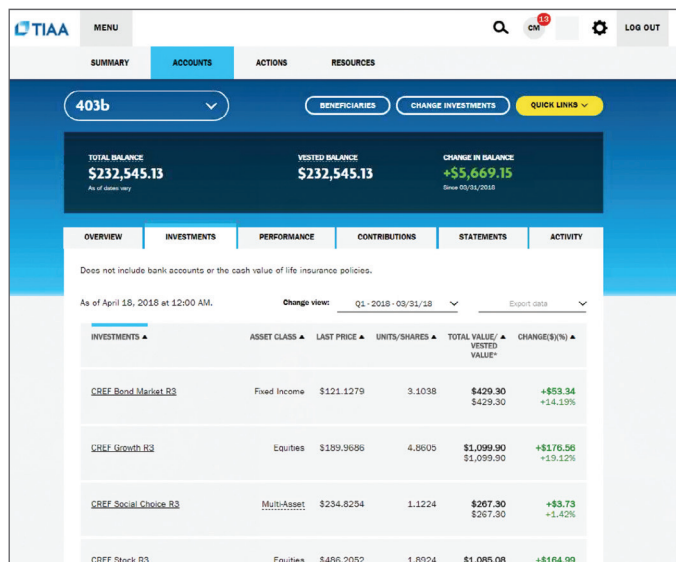 TIAA MENU CM 13 LOG OUT
SUMMARY ACCOUNTS ACTIONS RESOURCES
403b BENEFICIARIES CHANGE INVESTMENTS QUICK LINKS
TOTAL BALANCE VESTED BALANCE CHANGE IN BALANCE
$232,545.13 $232,545.13 +$5,669.15
As of dates vary Since 03/31/2018
OVERVIEW INVESTMENTS PERFORMANCE CONTRIBUTIONS STATEMENTS ACTIVITY
Does not include bank accounts or the cash value of life insurance policies.
As of April 18, 2018 at 12:00 AM. Change view: Q1 - 2018 - 03/31/18 Export data
INVESTMENTS ▲ ASSET CLASS ▲ LAST PRICE ▲ UNITS/SHARES ▲ TOTAL VALUE/ ▲ CHANGE($)(%) ▲
VESTED
VALUE*
CREF Bond Market R3 Fixed Income $121.1279 3.1038 $429.30 +$53.34
$429.30 +14.19%
CREF Growth R3 Equities $189.9686 4.8605 $1,099.90 +$176.56
$1,099.90 +19.12%
CREF Social Choice R3 Multi-Asset $234.8254 1.1224 $267.30 +$3.73
$267.30 +1.42%
CREF Stock R3 Equities $486.2052 1.8924 $1,085.08 +$164.99